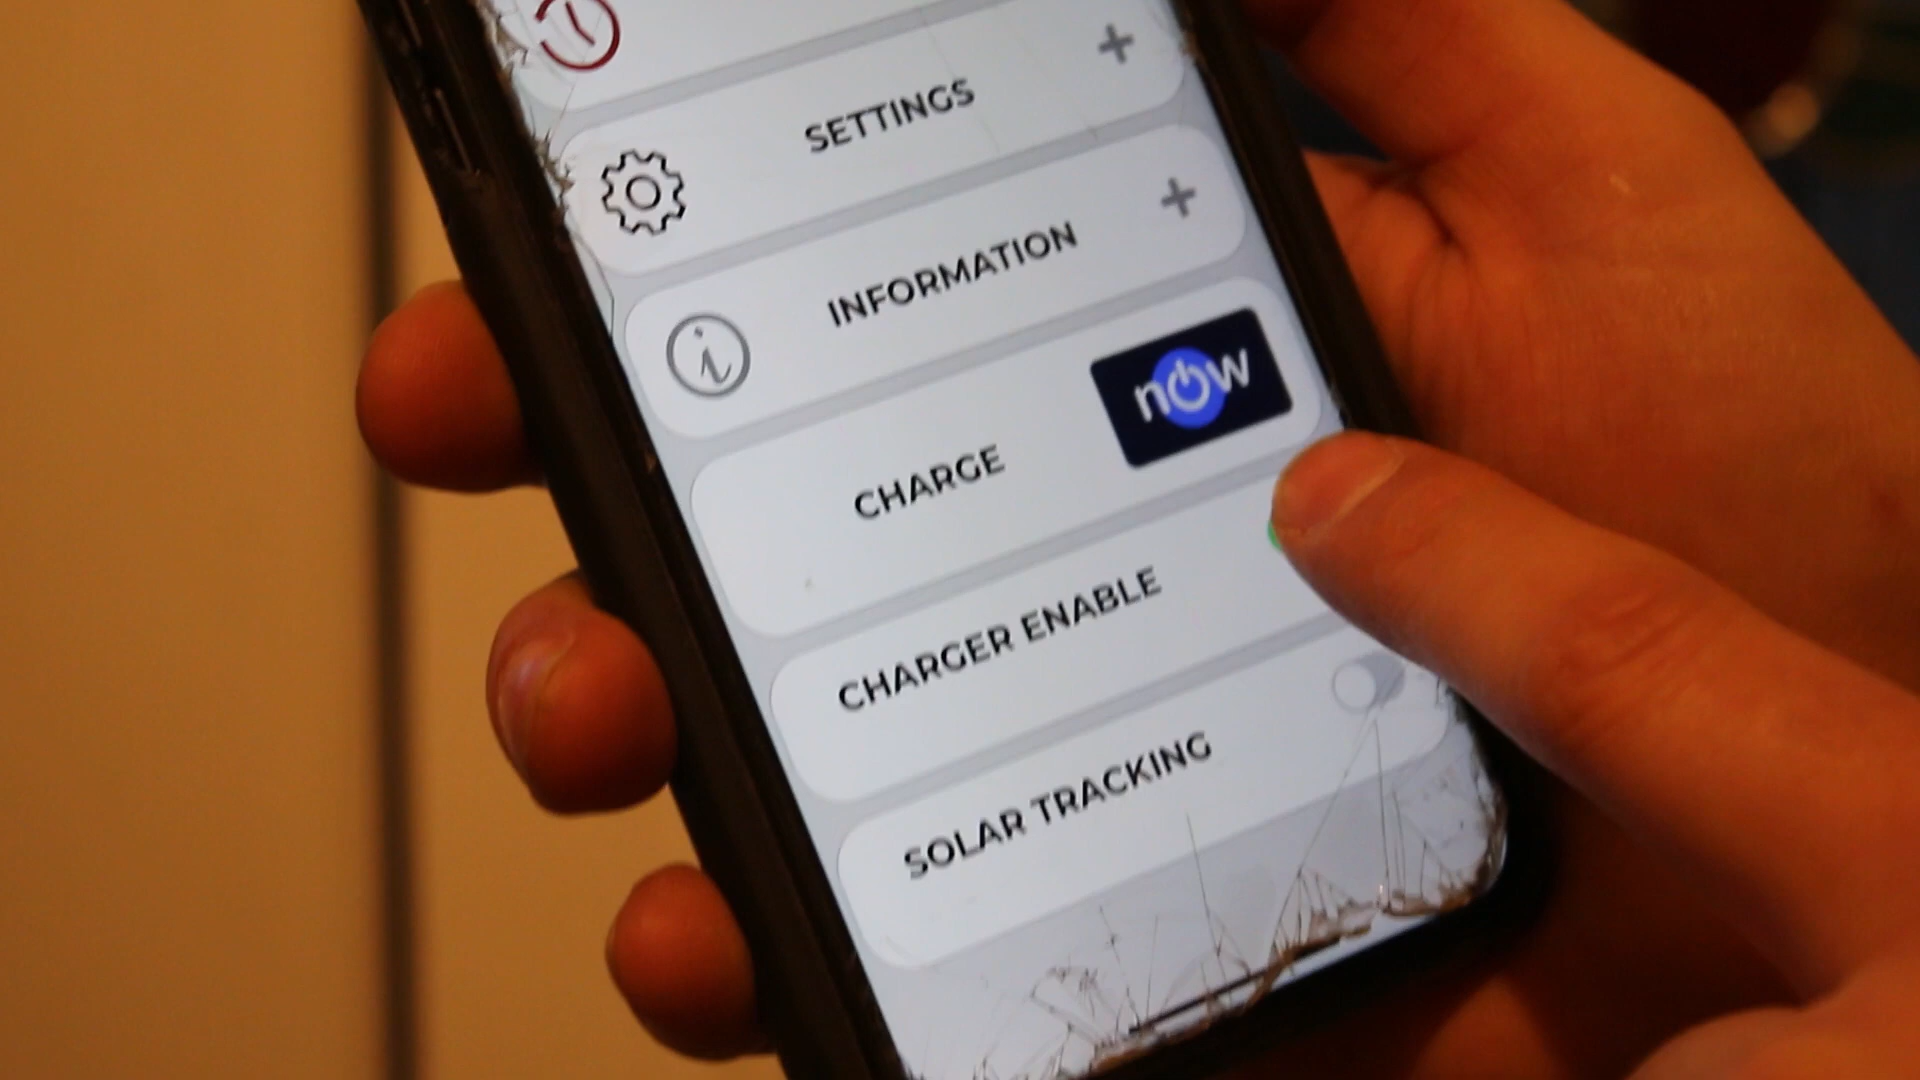 SETTINGS
INFORMATION
CHARGE
now
CHARGER ENABLE
SOLAR TRACKING